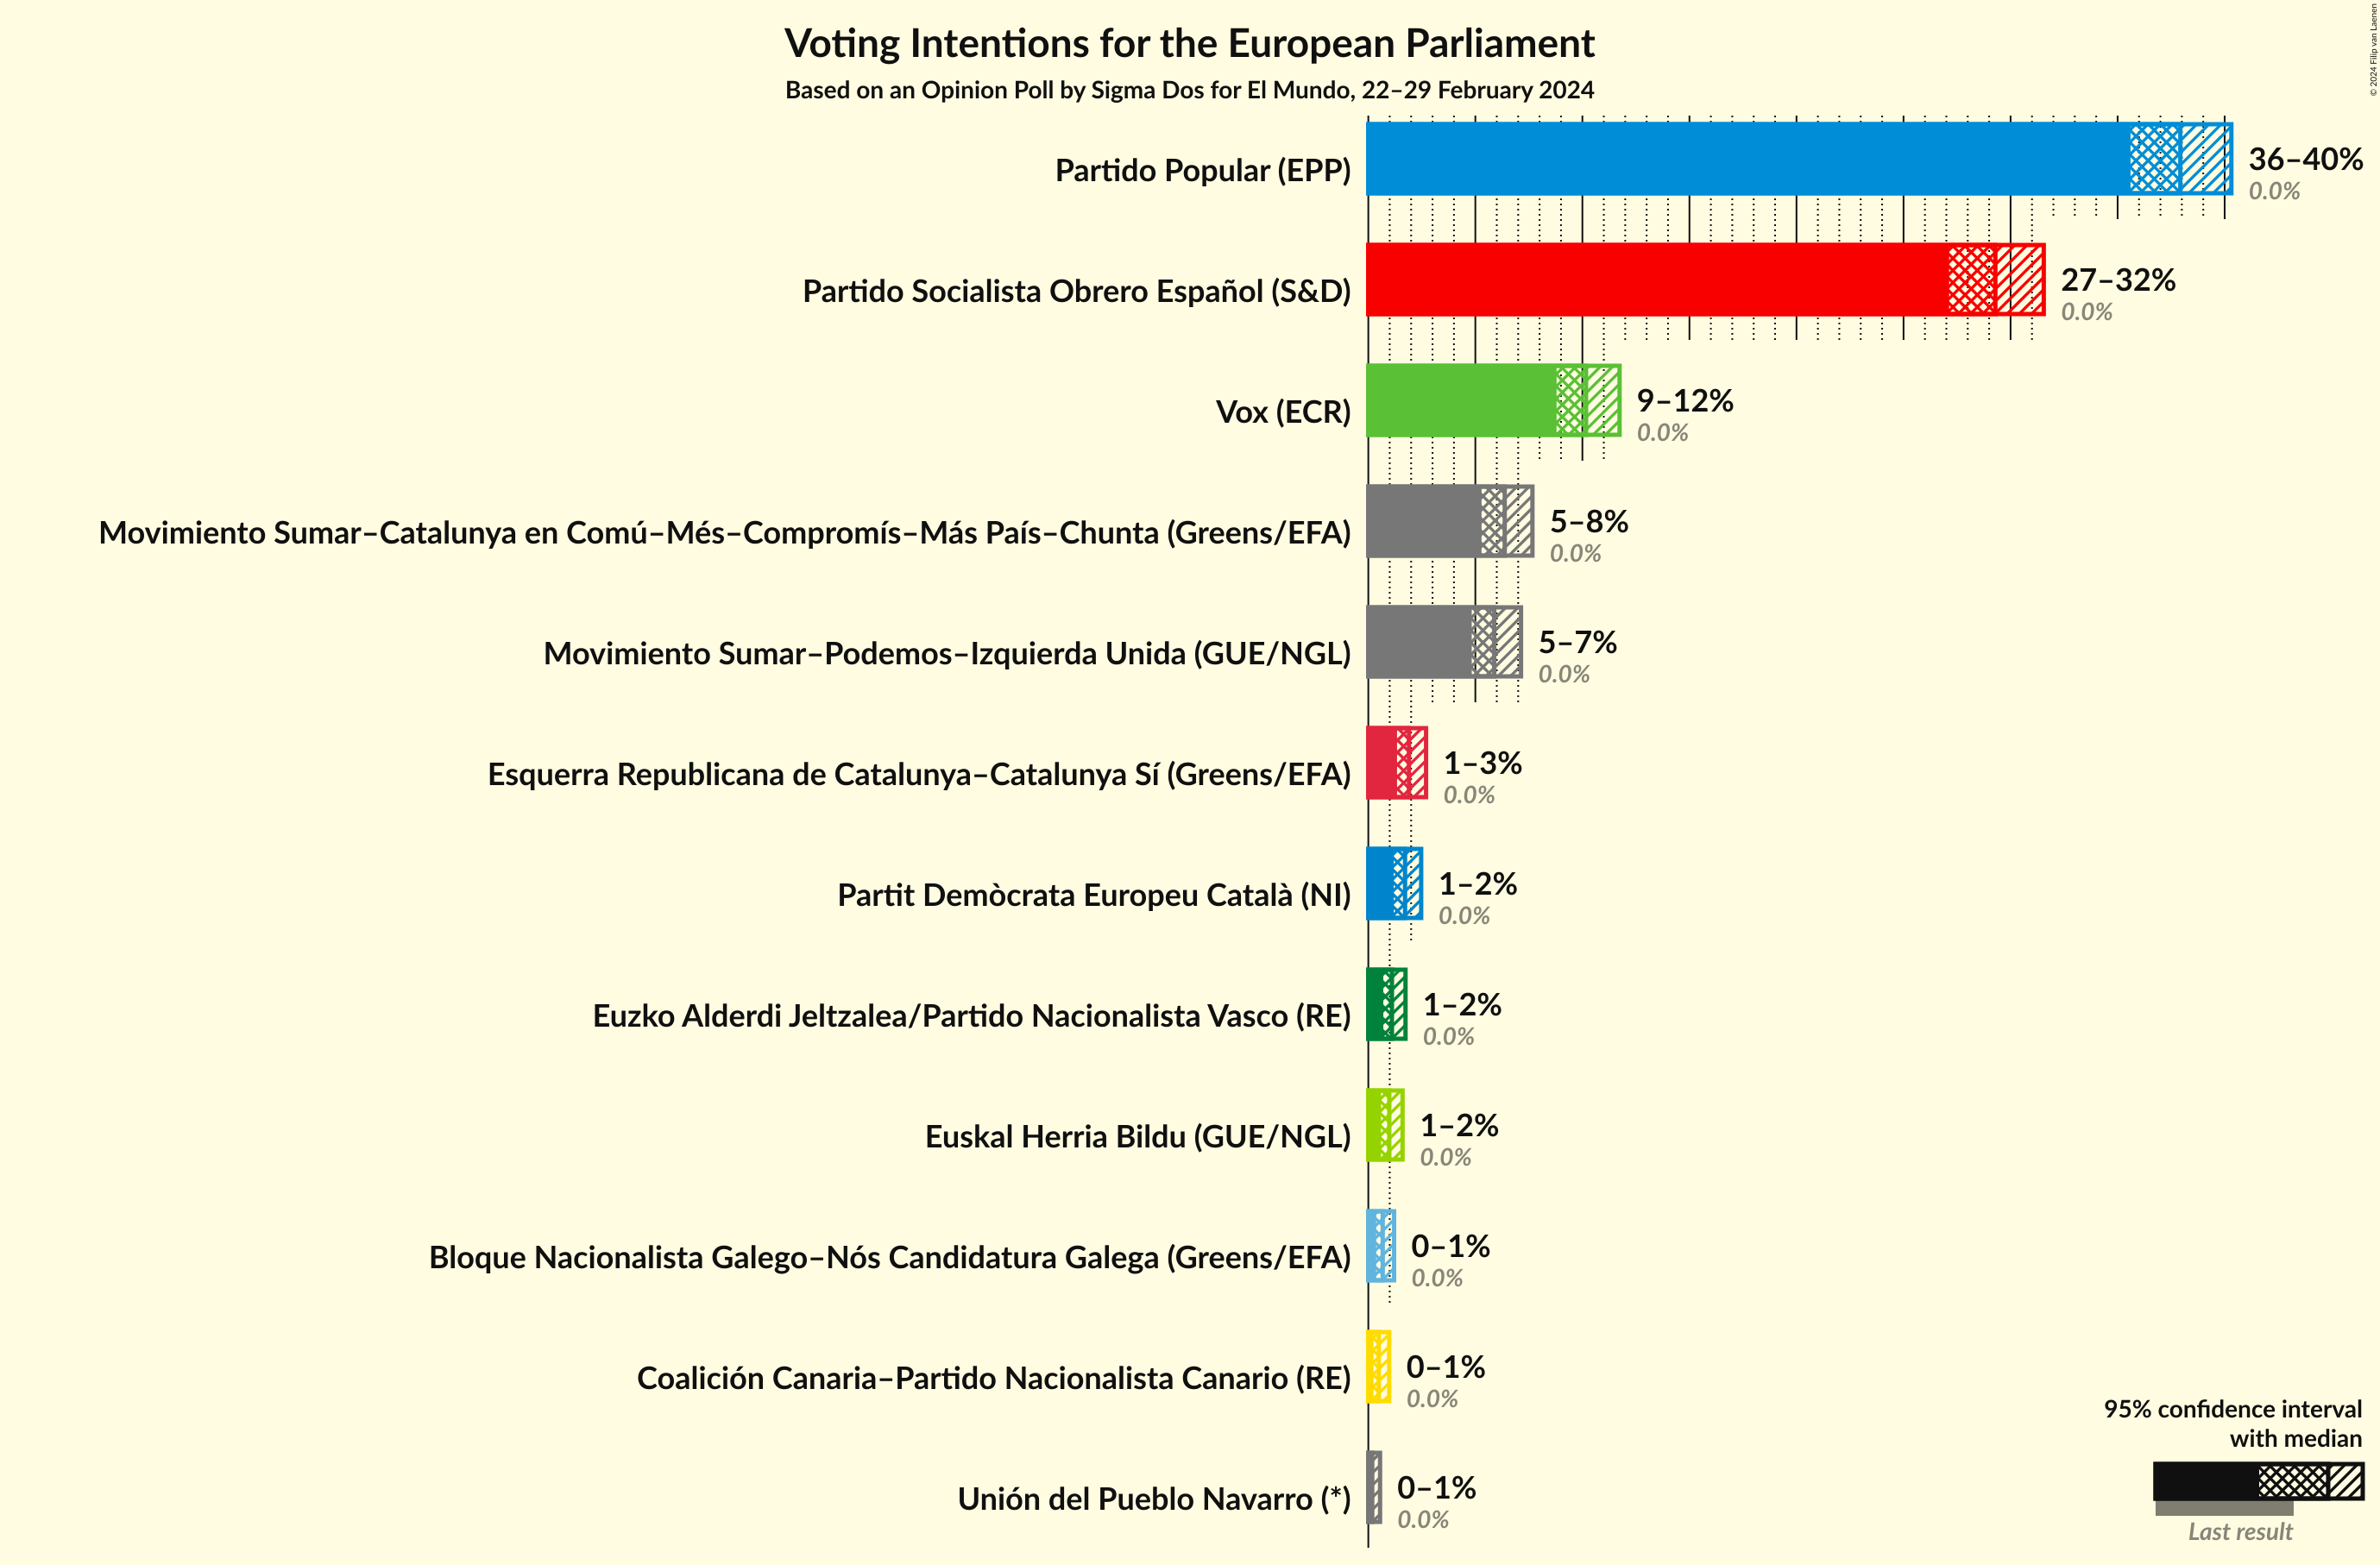 Voting Intentions for the European Parliament
Based on an Opinion Poll by Sigma Dos for El Mundo, 22–29 February 2024
© 2024 Filip van Laenen
Partido Popular (EPP)
36–40%
0.0%
Partido Socialista Obrero Español (S&D)
27–32%
0.0%
Vox (ECR)
9–12%
0.0%
Movimiento Sumar–Catalunya en Comú–Més–Compromís–Más País–Chunta (Greens/EFA)
5–8%
0.0%
Movimiento Sumar–Podemos–Izquierda Unida (GUE/NGL)
5–7%
0.0%
Esquerra Republicana de Catalunya–Catalunya Sí (Greens/EFA)
1–3%
0.0%
Partit Demòcrata Europeu Català (NI)
1–2%
0.0%
Euzko Alderdi Jeltzalea/Partido Nacionalista Vasco (RE)
1–2%
0.0%
Euskal Herria Bildu (GUE/NGL)
1–2%
0.0%
Bloque Nacionalista Galego–Nós Candidatura Galega (Greens/EFA)
0–1%
0.0%
Coalición Canaria–Partido Nacionalista Canario (RE)
0–1%
0.0%
Unión del Pueblo Navarro (*)
0–1%
0.0%
95% confidence interval
with median
Last result